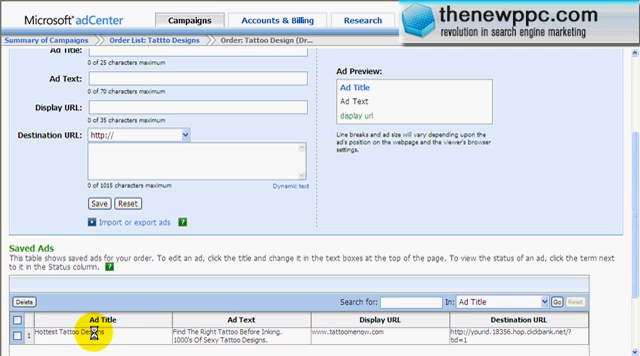 Microsoft® adCenter
Campaigns
Accounts & Billing
Research
thenewppc.com
revolution in search engine marketing
Summary of Campaigns
Order List: Tattto Designs
Order: Tattoo Design (Dr...
Ad Title:
0 of 25 characters maximum
Ad Text:
0 of 70 characters maximum
Display URL:
0 of 35 characters maximum
Destination URL:
http://
0 of 1015 characters maximum
Dynamic text
Save
Reset
Import or export ads
?
Ad Preview:
Ad Title
Ad Text
display url
Line breaks and ad size will vary depending upon the
ad's position on the webpage and the viewer's browser
settings.
Saved Ads
This table shows saved ads for your order. To edit an ad, click the title and change it in the text boxes at the top of the page. To view the status of an ad, click the term next
to it in the Status column. ?
Delete
Search for:
In:
Ad Title
Go
Reset
Ad Title
Ad Text
Display URL
Destination URL
1
Hottest Tattoo Designs
Find The Right Tattoo Before Inking.
1000's Of Sexy Tattoo Designs.
www.tattoomenow.com
http://yourid.18356.hop.clickbank.net/?
tid=1